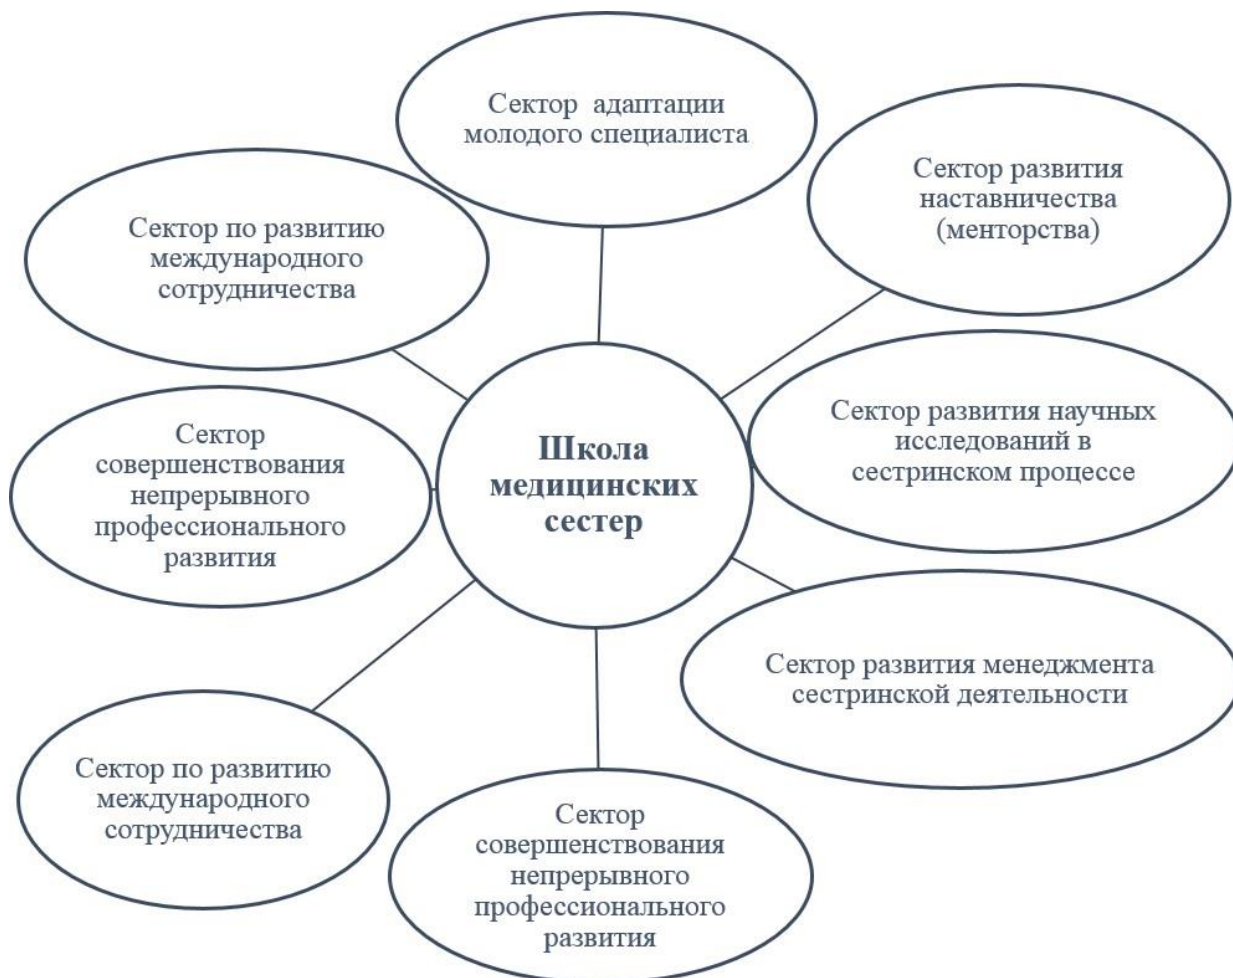 Сектор адаптации
молодого специалиста
Сектор развития
наставничества
(менторства)
Сектор по развитию
международного
сотрудничества
Сектор развития научных
исследований в
сестринском процессе
Сектор
совершенствования
непрерывного
профессионального
развития
Школа
медицинских
сестер
Сектор развития менеджмента
сестринской деятельности
Сектор по развитию
международного
сотрудничества
Сектор
совершенствования
непрерывного
профессионального
развития